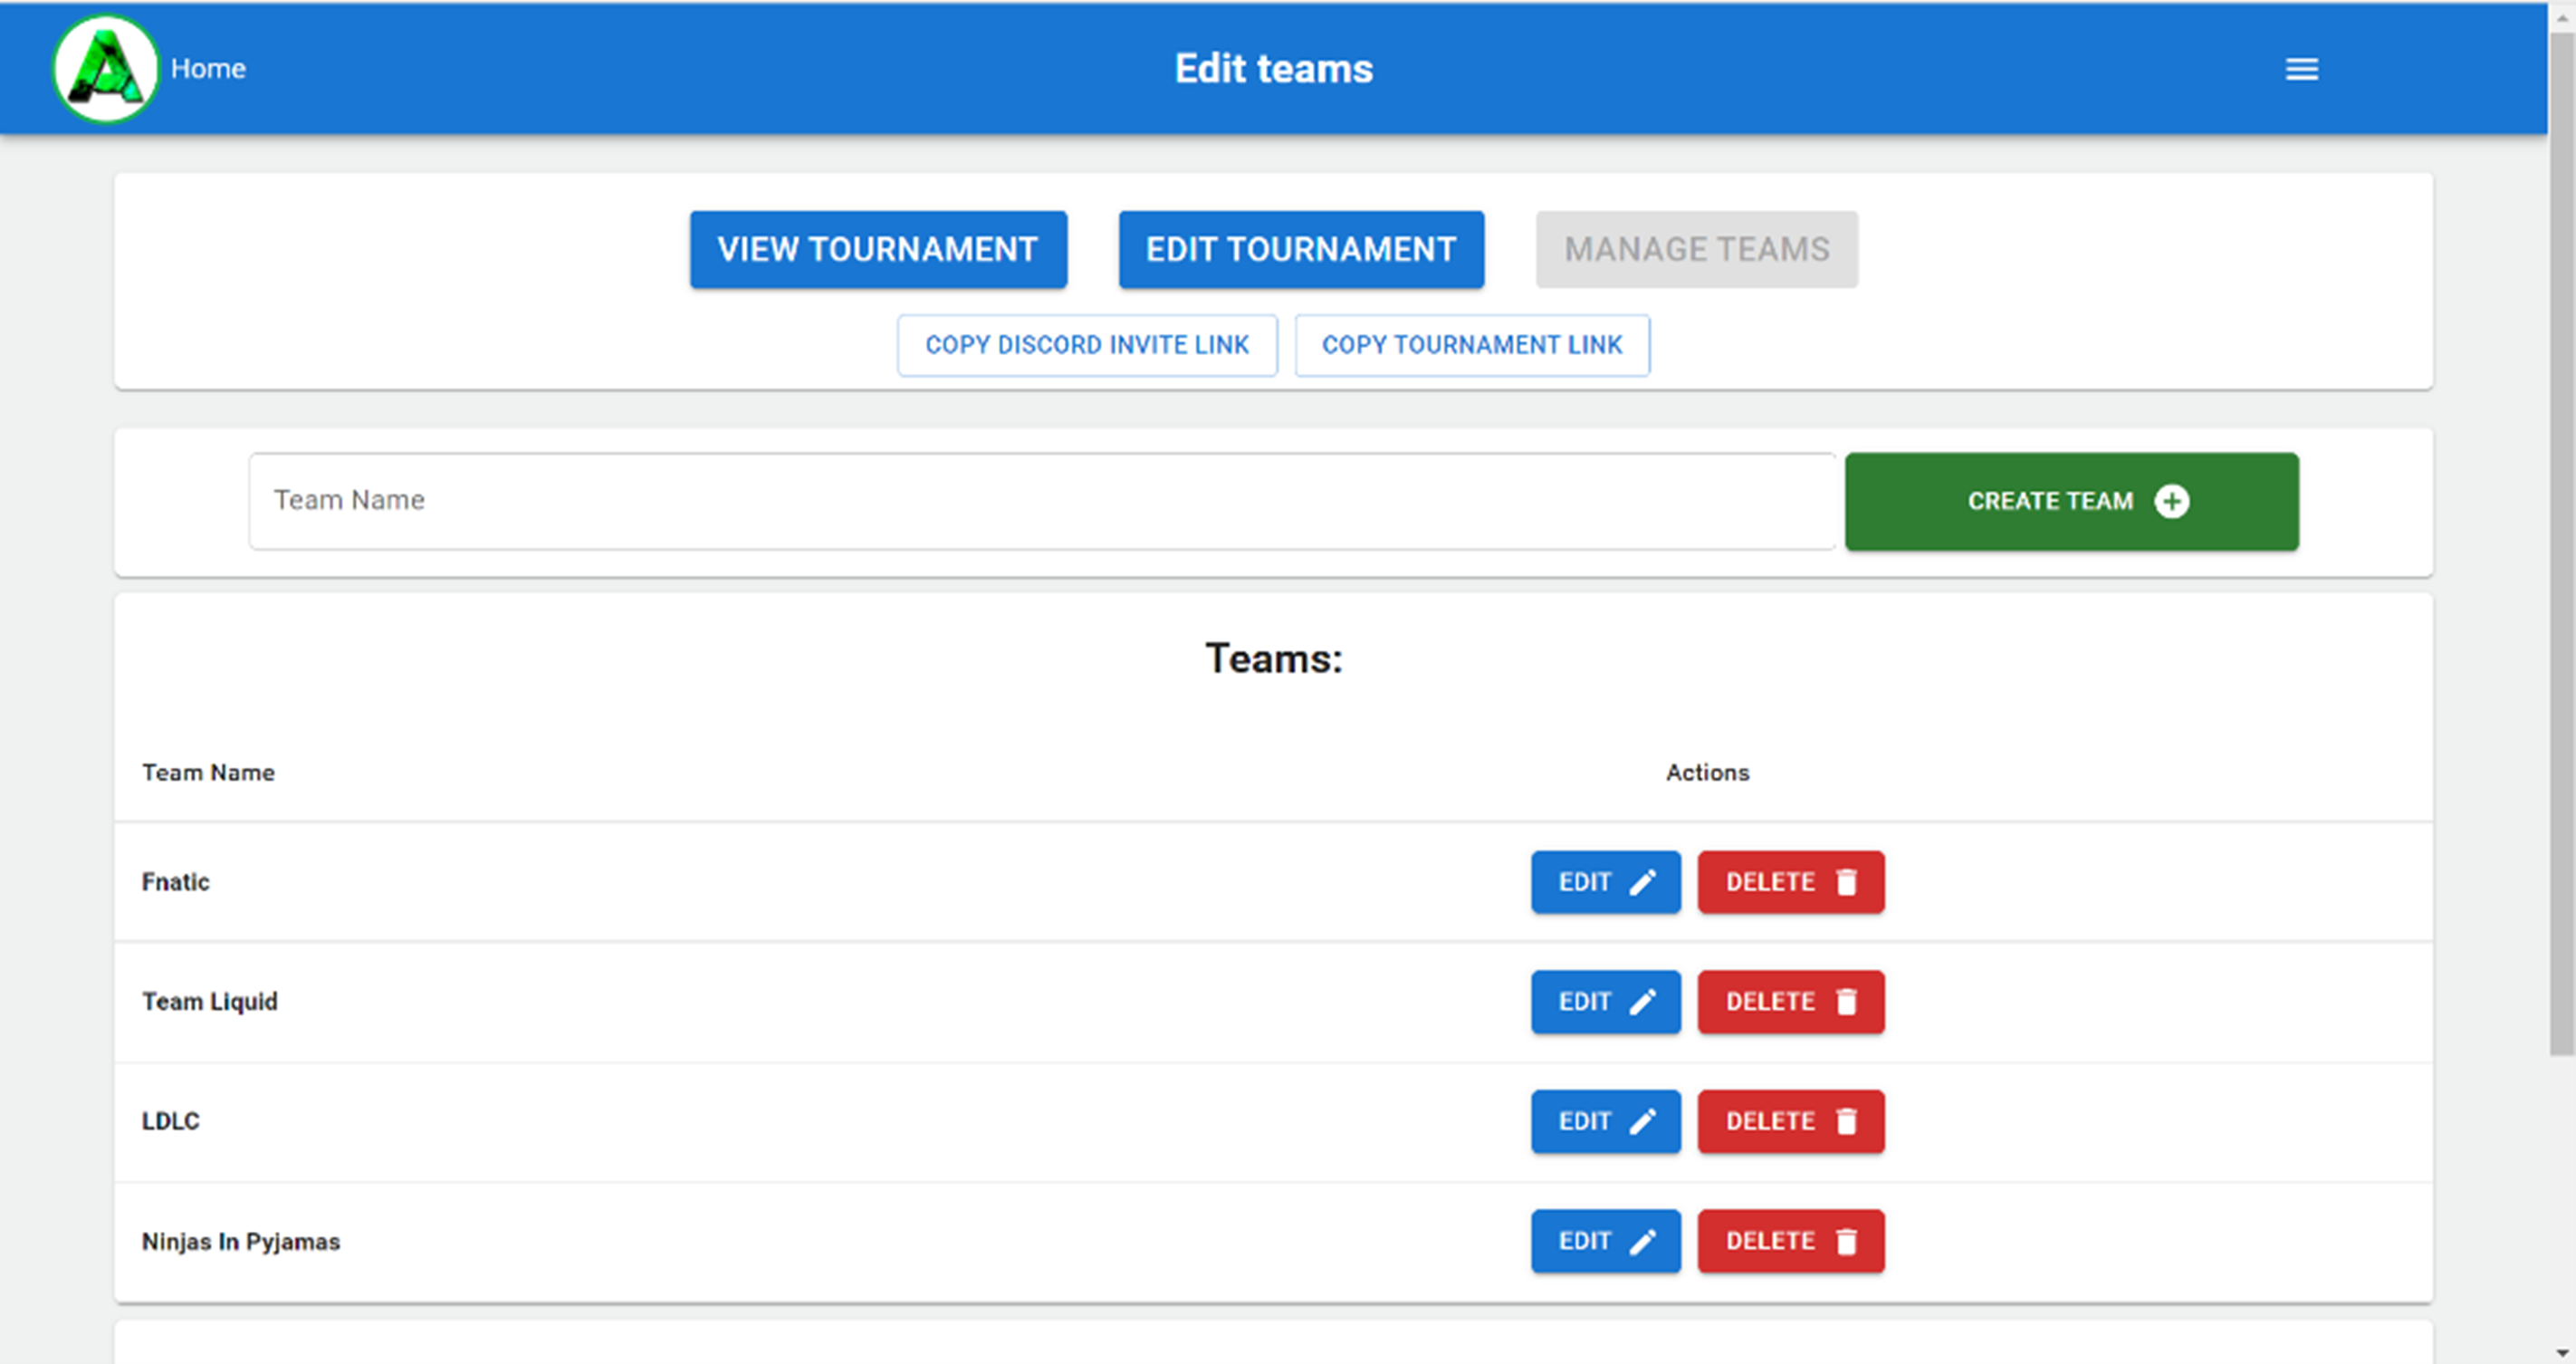 Home
Edit teams
VIEW TOURNAMENT
EDIT TOURNAMENT
MANAGE TEAMS
COPY DISCORD INVITE LINK
COPY TOURNAMENT LINK
Team Name
CREATE TEAM
Teams:
Team Name
Actions
Fnatic
EDIT
DELETE
Team Liquid
EDIT
DELETE
LDLC
EDIT
DELETE
Ninjas In Pyjamas
EDIT
DELETE